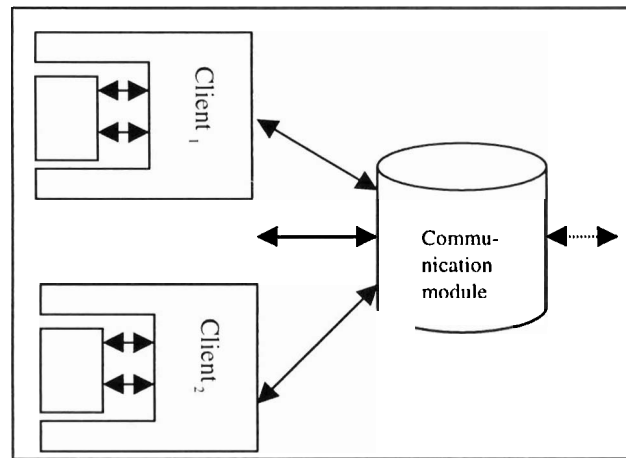 Client 1
Commu-
nication
module
Client 2